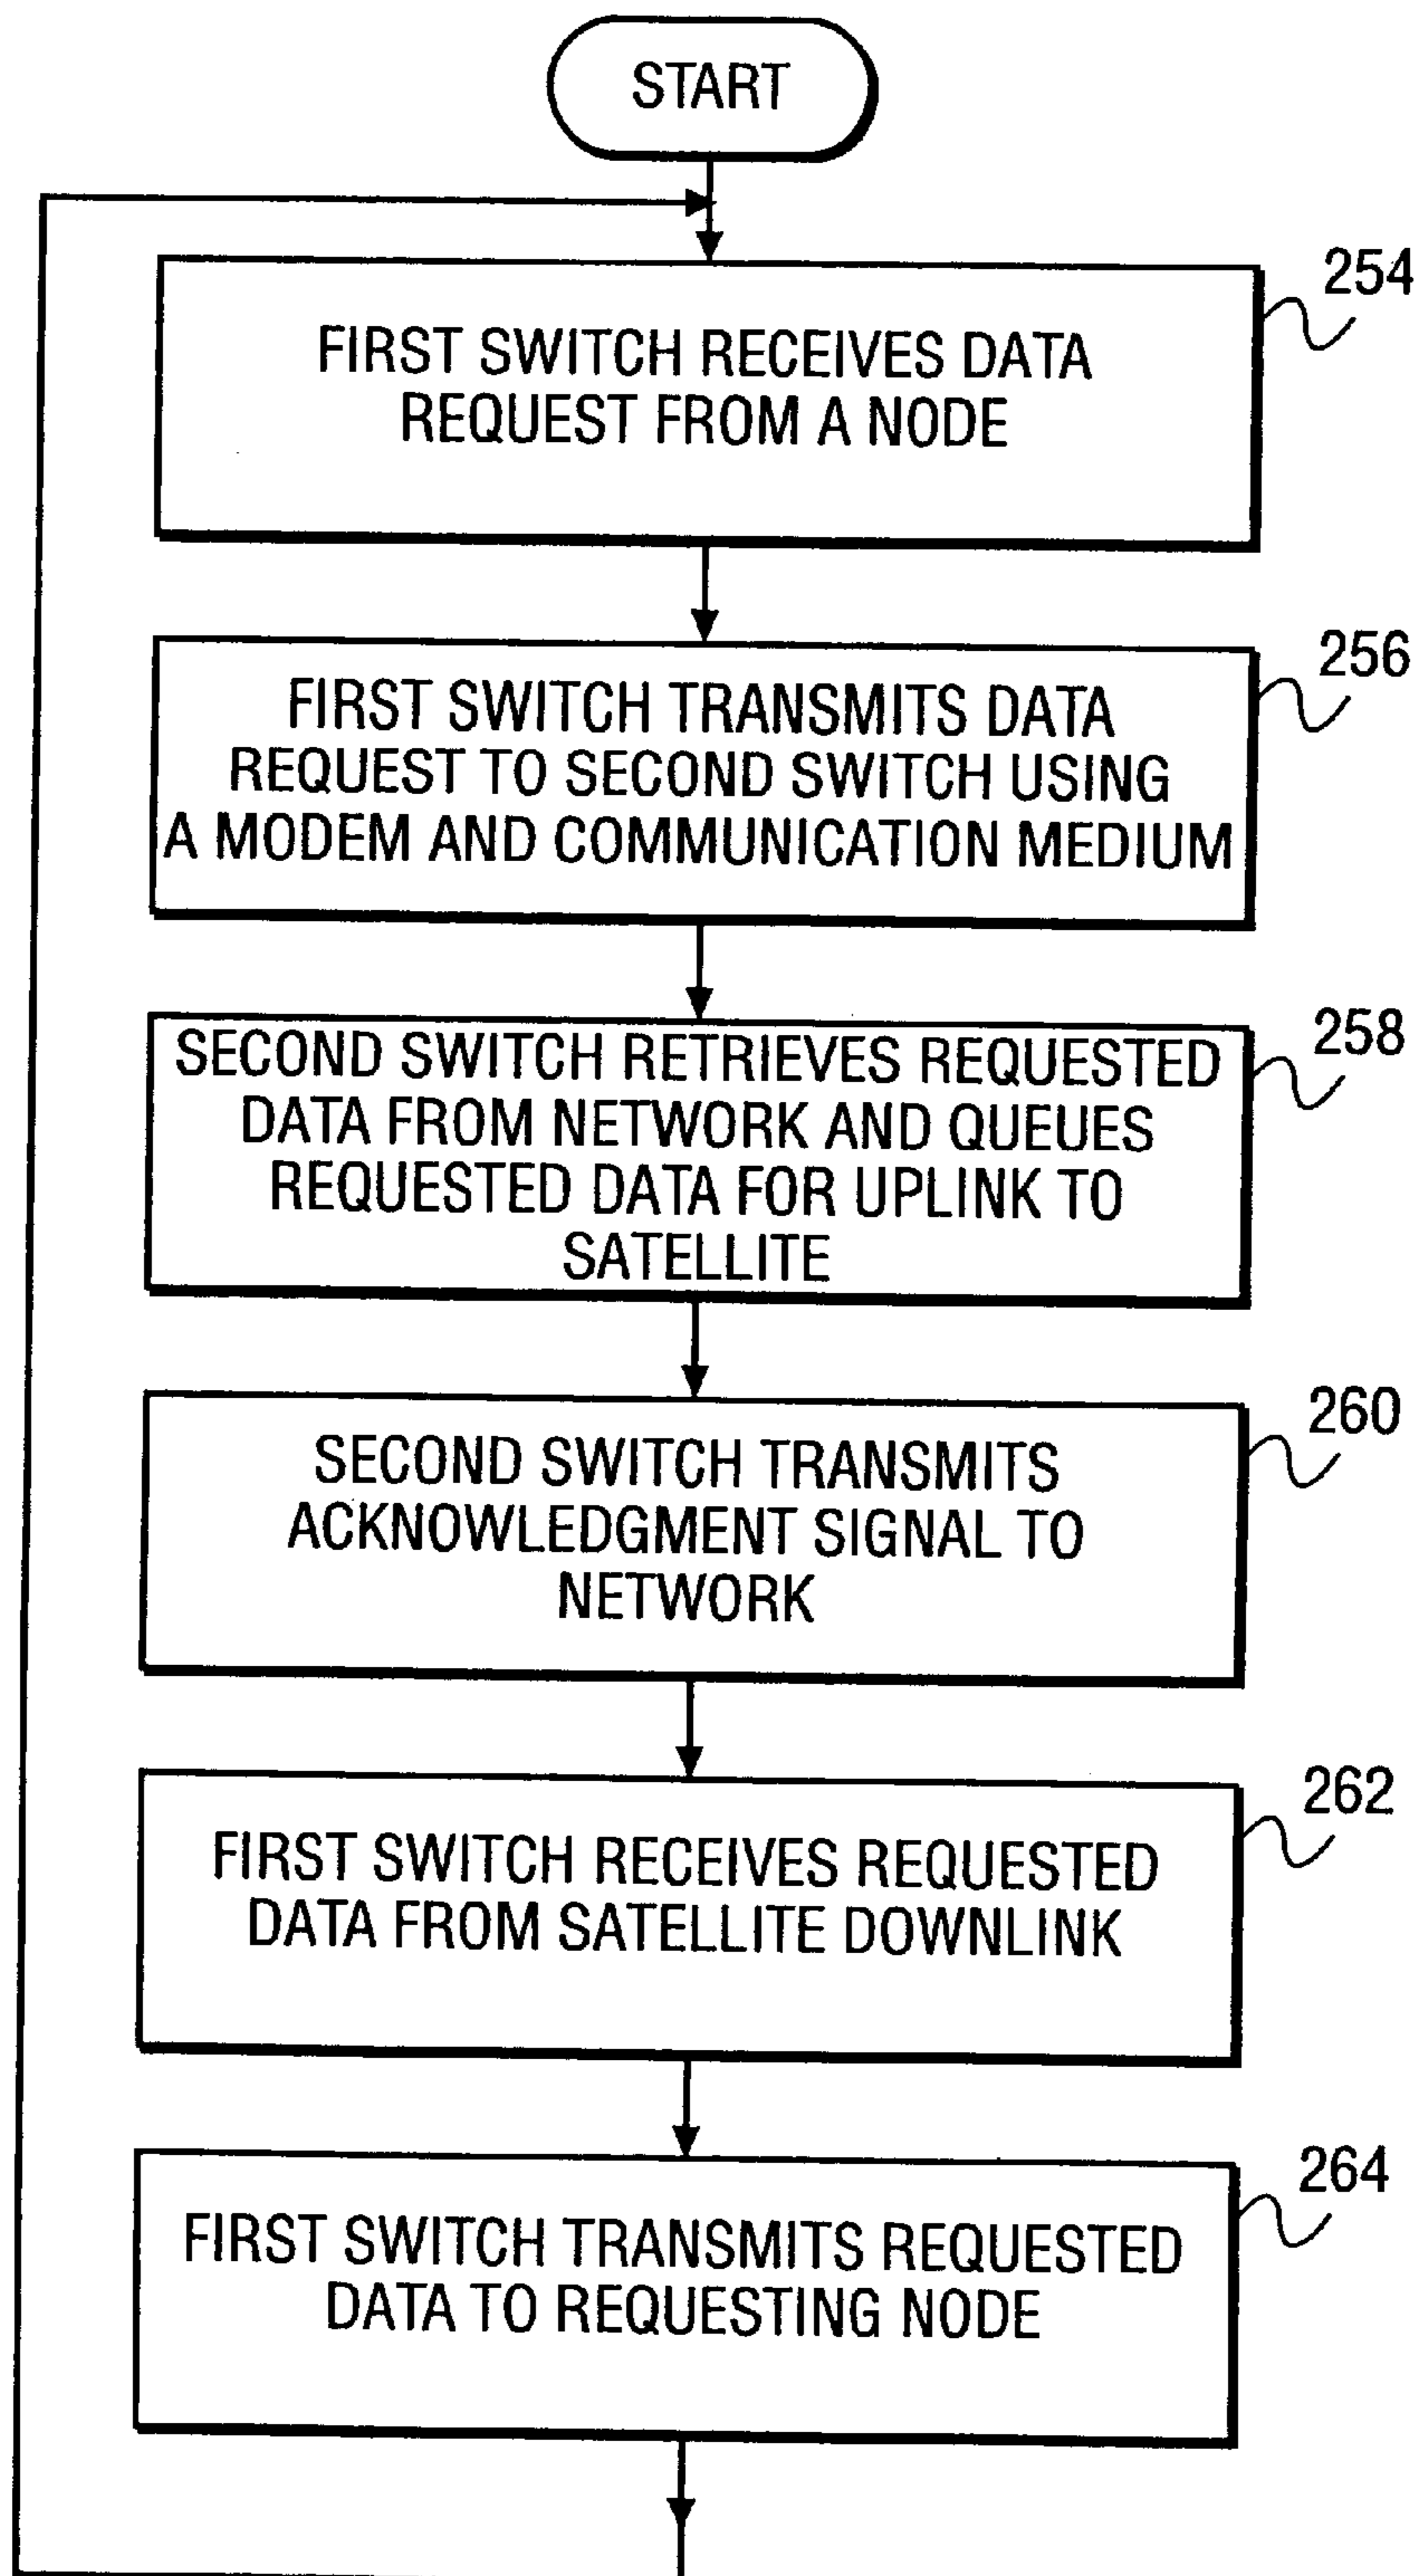 START
254
FIRST SWITCH RECEIVES DATA
REQUEST FROM A NODE
256
FIRST SWITCH TRANSMITS DATA
REQUEST TO SECOND SWITCH USING
A MODEM AND COMMUNICATION MEDIUM
258
SECOND SWITCH RETRIEVES REQUESTED
DATA FROM NETWORK AND QUEUES
REQUESTED DATA FOR UPLINK TO
SATELLITE
260
SECOND SWITCH TRANSMITS
ACKNOWLEDGMENT SIGNAL TO
NETWORK
262
FIRST SWITCH RECEIVES REQUESTED
DATA FROM SATELLITE DOWNLINK
264
FIRST SWITCH TRANSMITS REQUESTED
DATA TO REQUESTING NODE